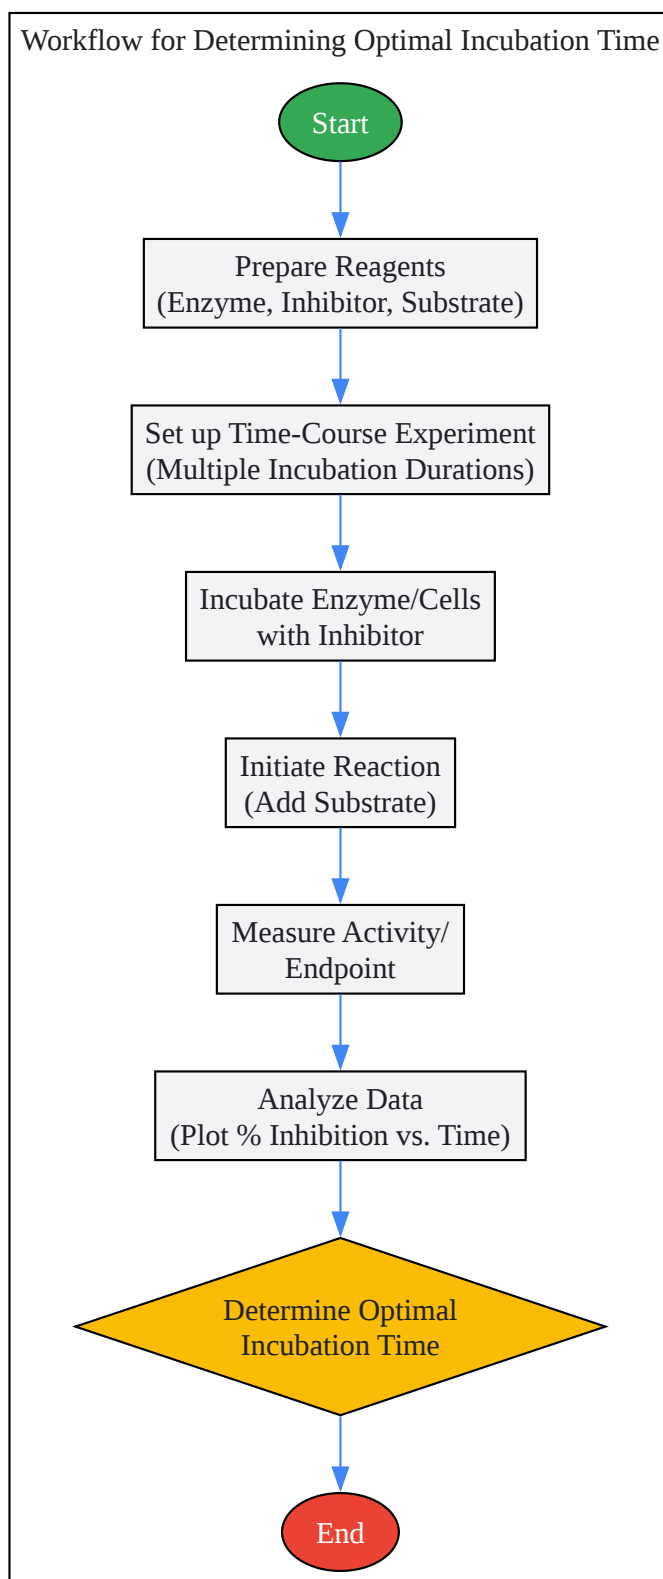 Workflow for Determining Optimal Incubation Time
Start
Prepare Reagents
(Enzyme, Inhibitor, Substrate)
Set up Time-Course Experiment
(Multiple Incubation Durations)
Incubate Enzyme/Cells
with Inhibitor
Initiate Reaction
(Add Substrate)
Measure Activity/
Endpoint
Analyze Data
(Plot % Inhibition vs. Time)
Determine Optimal
Incubation Time
End